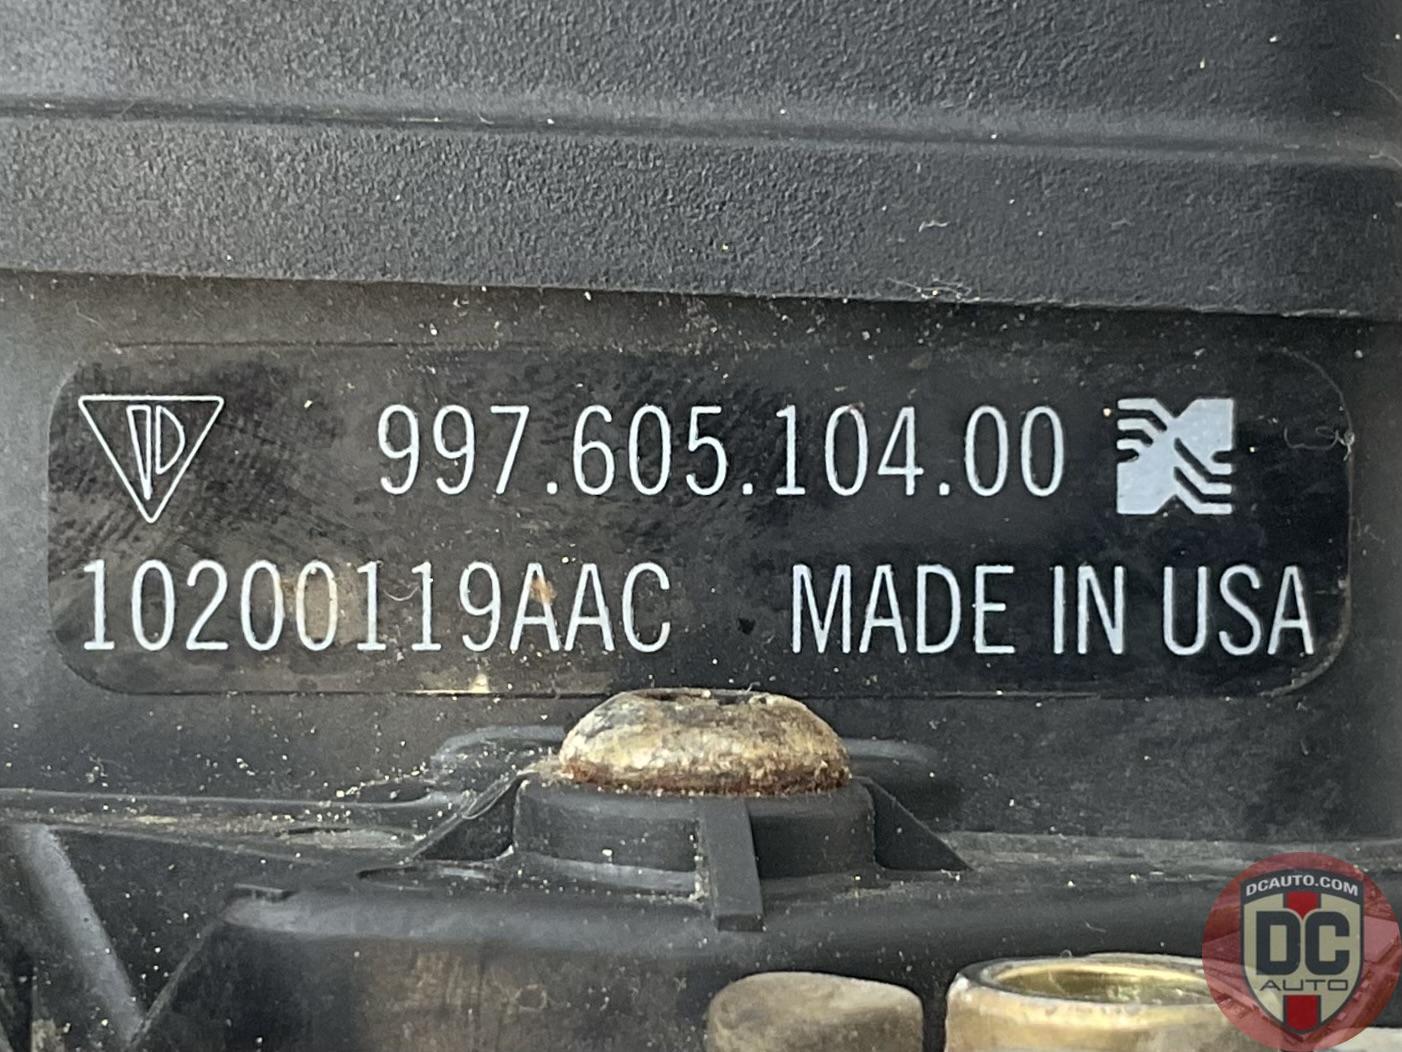 997.605.104.00
10200119AAC MADE IN USA
DCAUTO.COM
DC
AUTO